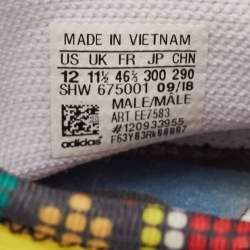 MADE IN VIETNAM
US UK FR JP CHN
12 11½ 46⅔ 300 290
SHW 675001 09/18
MALE/MALE
ART EE7583
#120933955
adidas